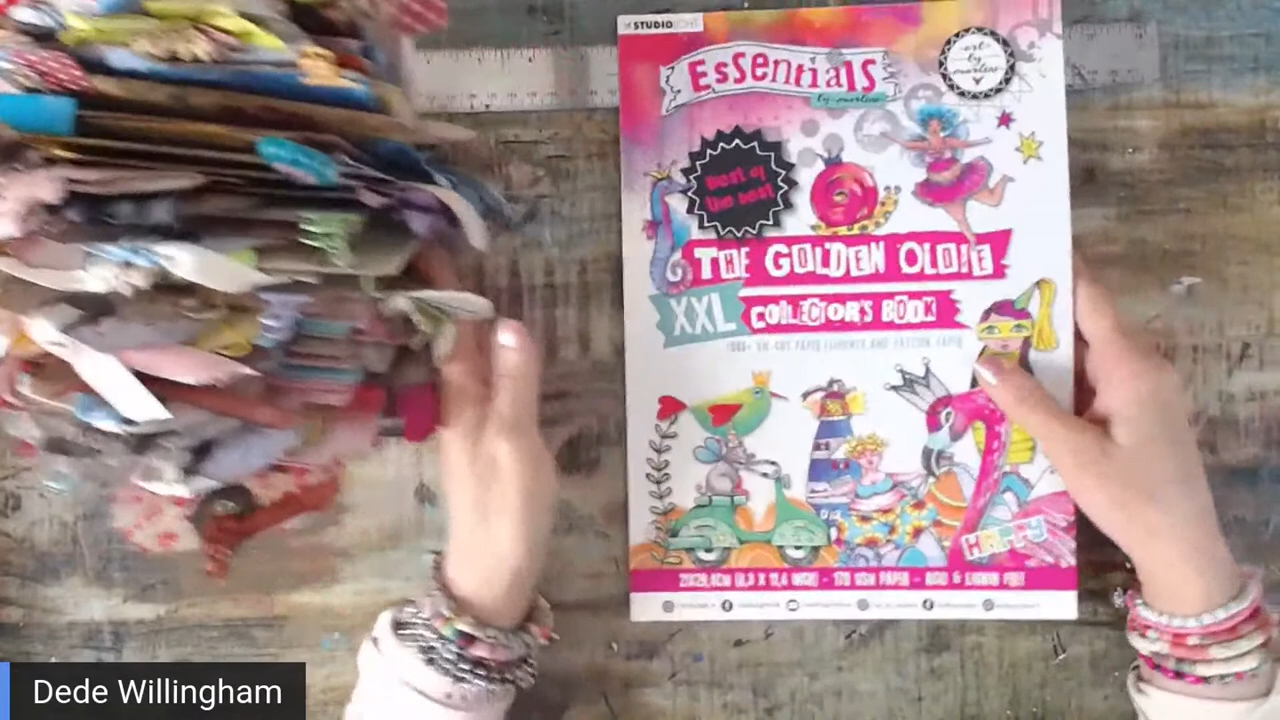 STUDIO LIGHT
Essentials
by marlene
art
by
marlene
Best of
the best
THE GOLDEN OLDIE
XXL COLLECTOR'S BOOK
HAPPY
Dede Willingham